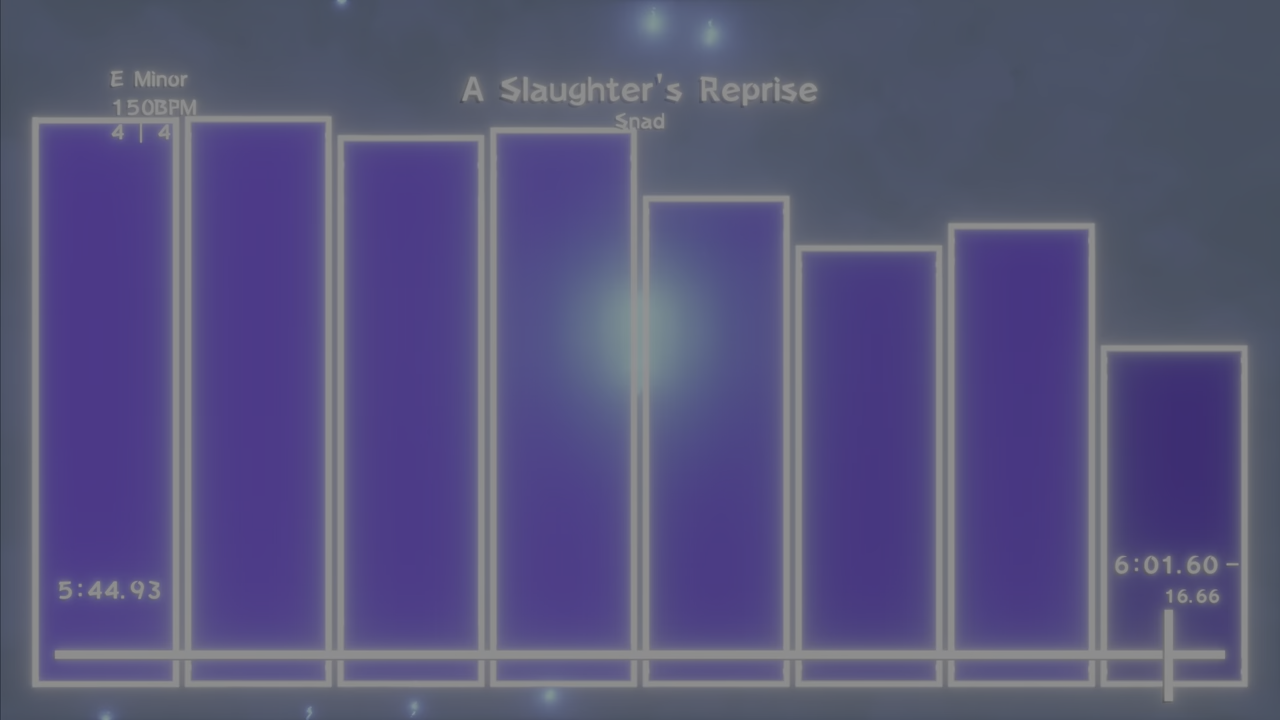 E Minor
150BPM
4 | 4
A Slaughter's Reprise
Snad
5:44.93
6:01.60 -
16.66